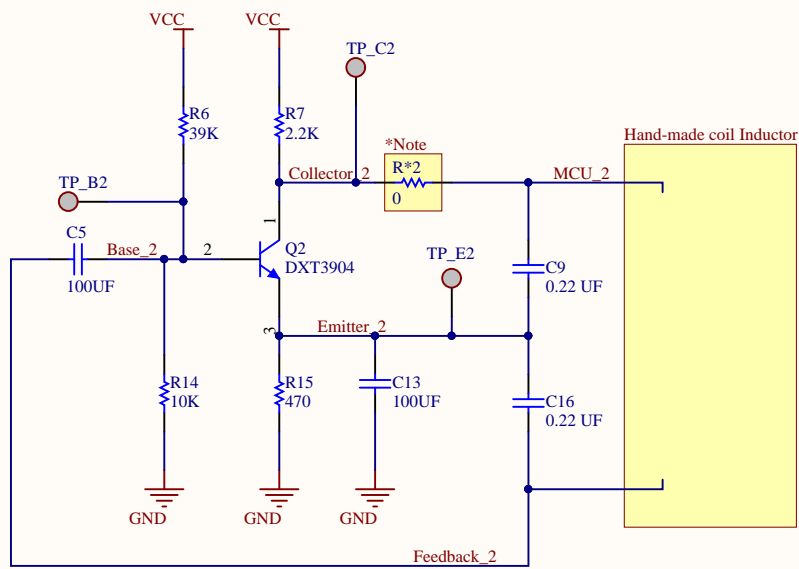 VCC
VCC
TP_C2
R6
39K
R7
2.2K
*Note
Hand-made coil Inductor
R*2
0
Collector_2
MCU_2
TP_B2
1
C5
Base_2
2
Q2
DXT3904
100UF
TP_E2
C9
0.22 UF
3
Emitter_2
R14
10K
R15
470
C13
100UF
C16
0.22 UF
GND
GND
GND
Feedback_2